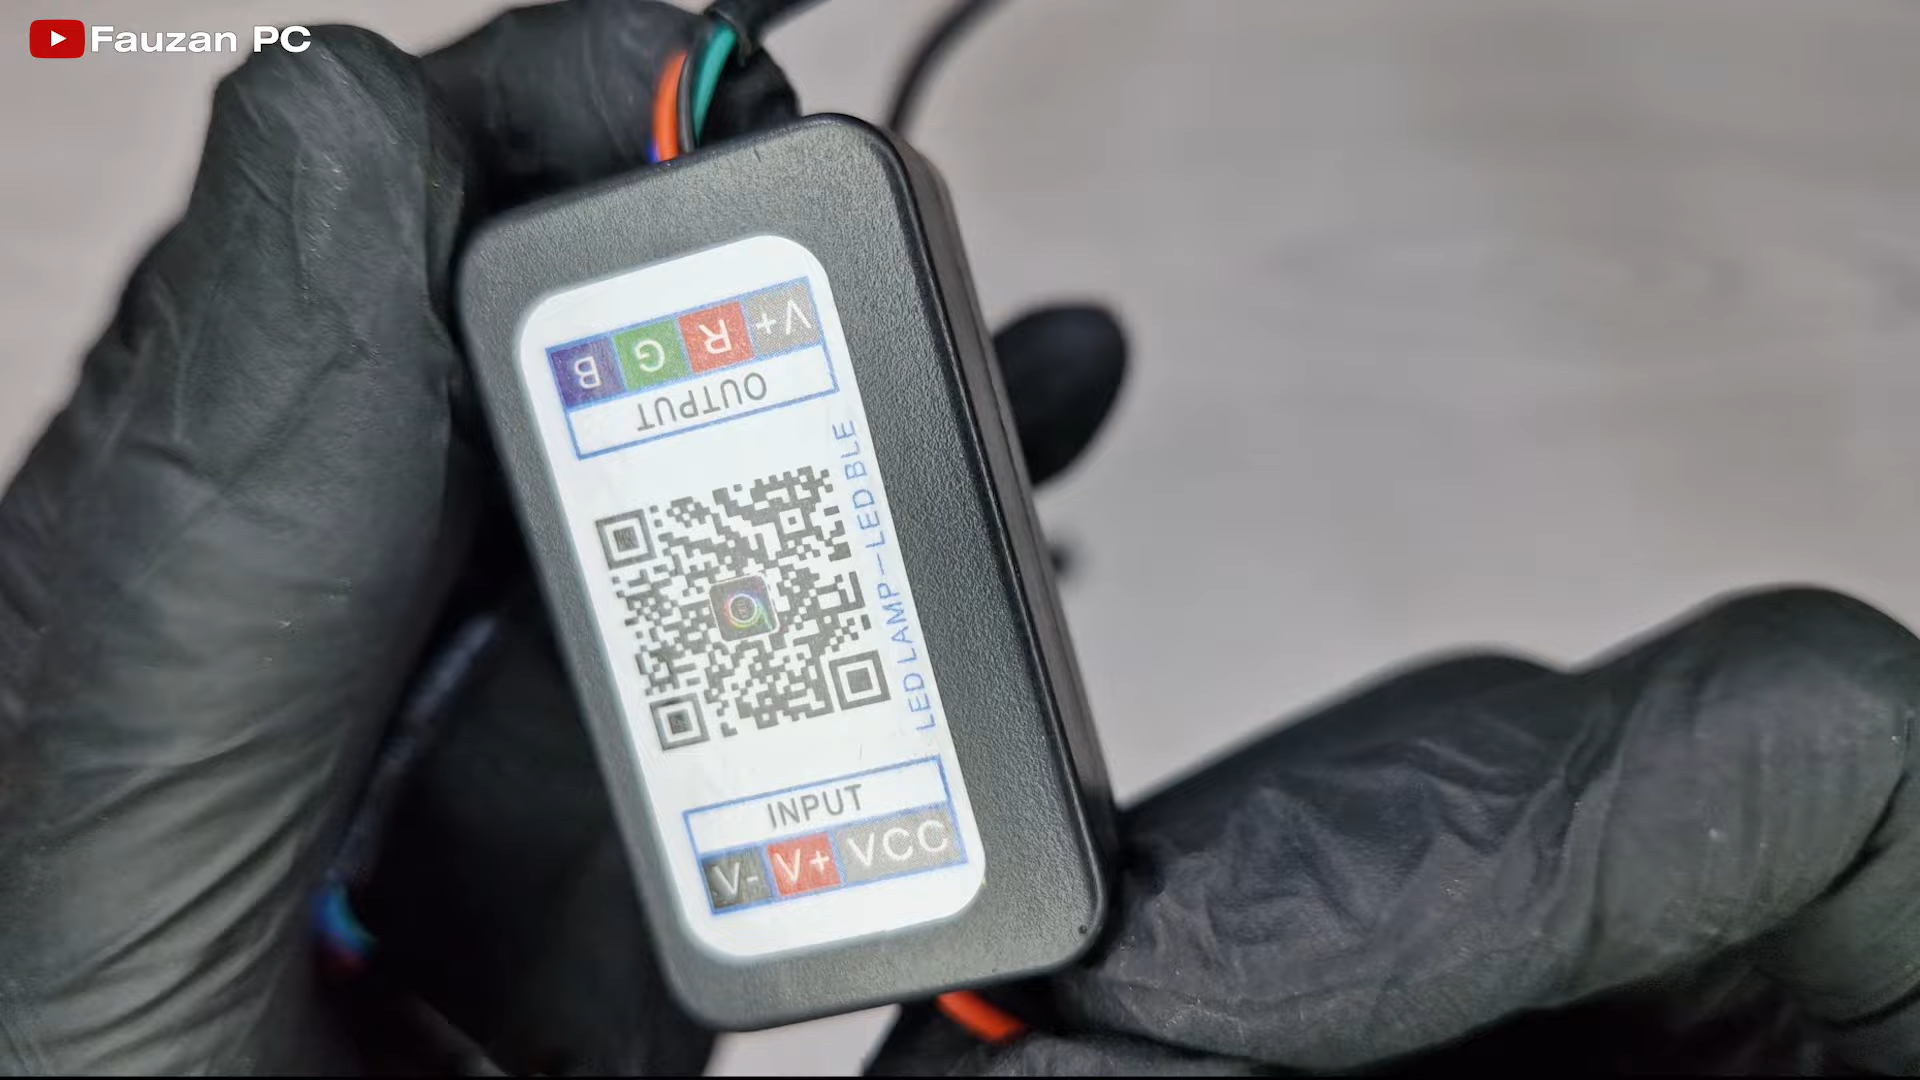 Fauzan PC
B G R V+
OUTPUT
LED LAMP—LED BLE
INPUT
V- V+ VCC